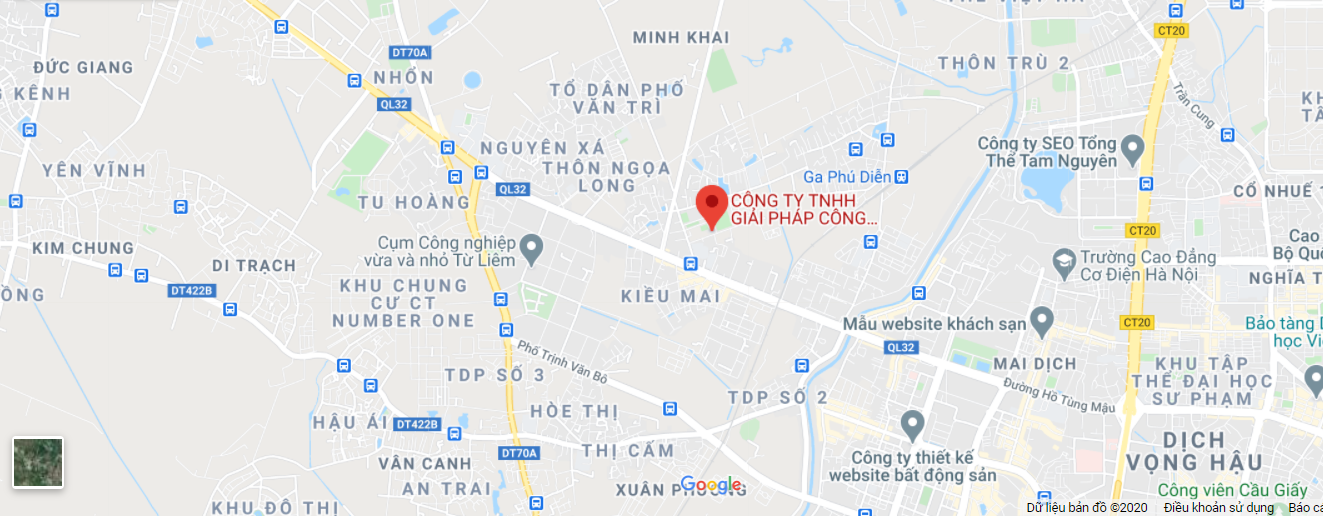 THÔN TRÙ 2
MINH KHAI
CT20
DT70A
ĐỨC GIANG
NHỔN
KÊNH
TỔ DÂN PHỐ
VĂN TRÌ
QL32
Trần Cung
NGUYÊN XÁ
Công ty SEO Tổng
Thể Tam Nguyên
YÊN VĨNH
THÔN NGỌA
LONG
Ga Phú Diễn
QL32
CỔ NHUẾ 1
TU HOÀNG
CÔNG TY TNHH
GIẢI PHÁP CÔNG...
CT20
KIM CHUNG
Cụm Công nghiệp
vừa và nhỏ Từ Liêm
Cao
Bộ Quố
DI TRẠCH
Trường Cao Đẳng
Cơ Điện Hà Nội
NGHĨA T
DT422B
KHU CHUNG
CƯ CT
NUMBER ONE
KIỀU MAI
Mẫu website khách sạn
CT20
Bảo tàng D
học Vi
QL32
Phố Trịnh Văn Bô
MAI DỊCH
KHU TẬP
THỂ ĐẠI HỌC
SƯ PHẠM
TDP SỐ 3
Đường Hồ Tùng Mậu
TDP SỐ 2
HÒE THỊ
HẬU ÁI
DT422B
DỊCH
VỌNG HẬU
THỊ CẤM
DT70A
Công ty thiết kế
website bất động sản
VÂN CANH
AN TRAI
Google
XUÂN PHƯƠNG
Công viên Cầu Giấy
KHU ĐÔ THỊ
Dữ liệu bản đồ ©2020 Điều khoản sử dụng Báo cá